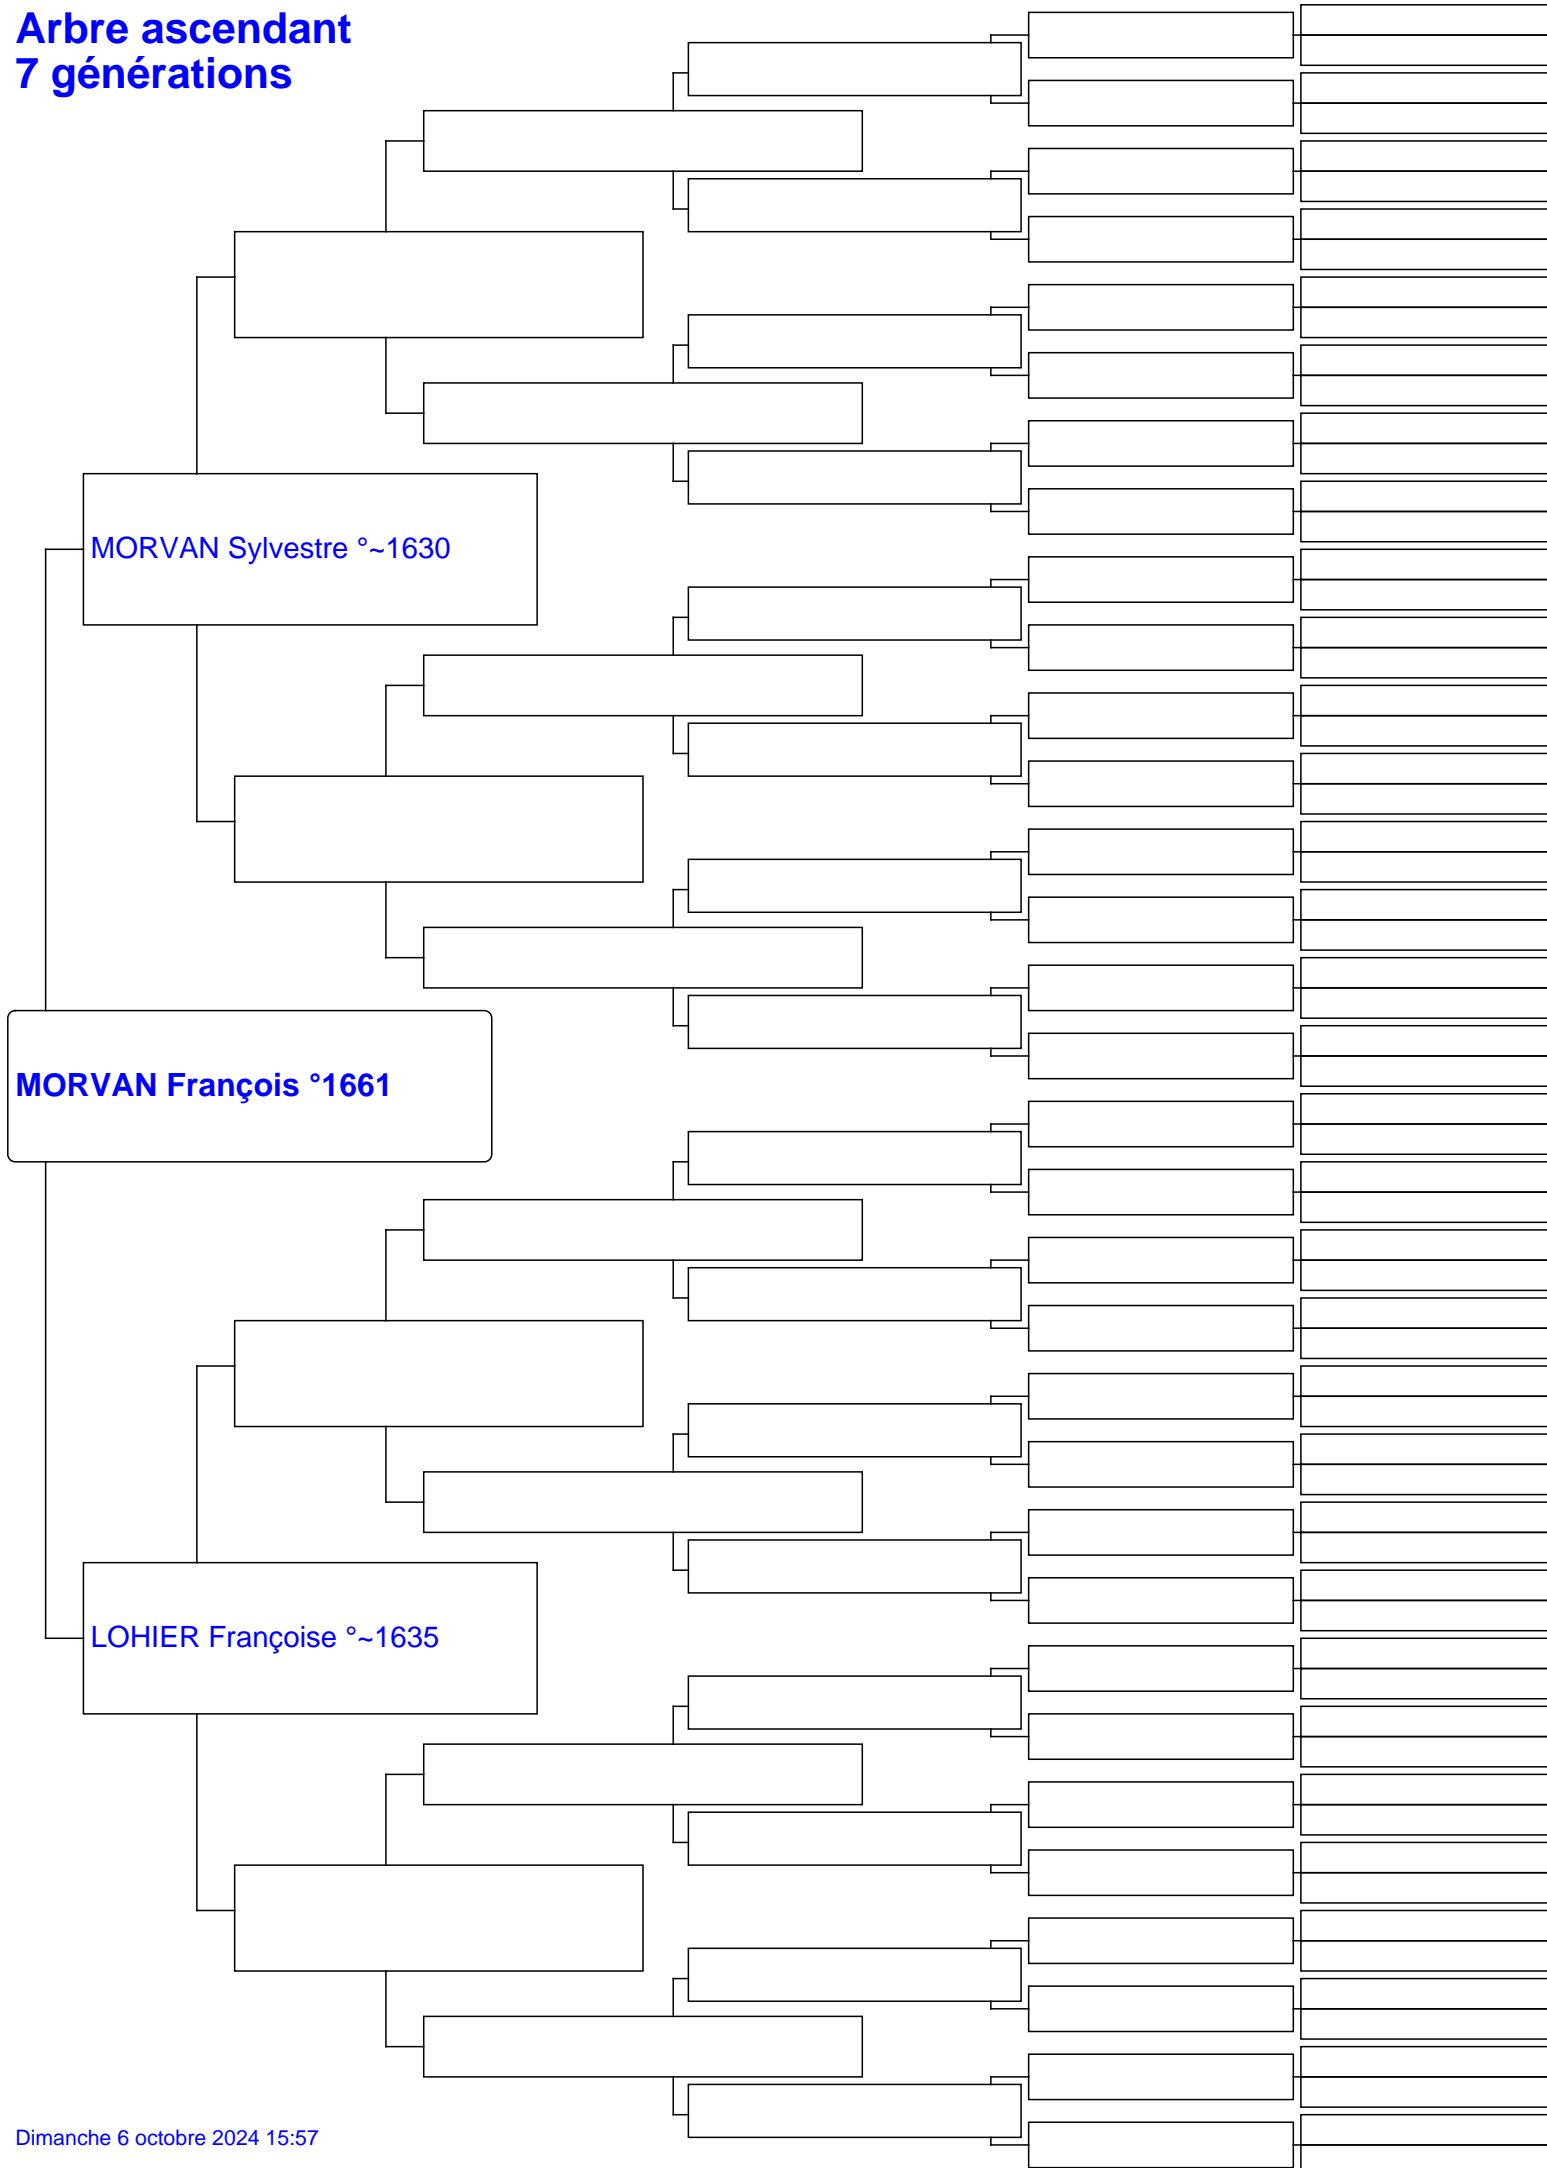 Arbre ascendant
7 générations
MORVAN Sylvestre °~1630
MORVAN François °1661
LOHIER Françoise °~1635
Dimanche 6 octobre 2024 15:57